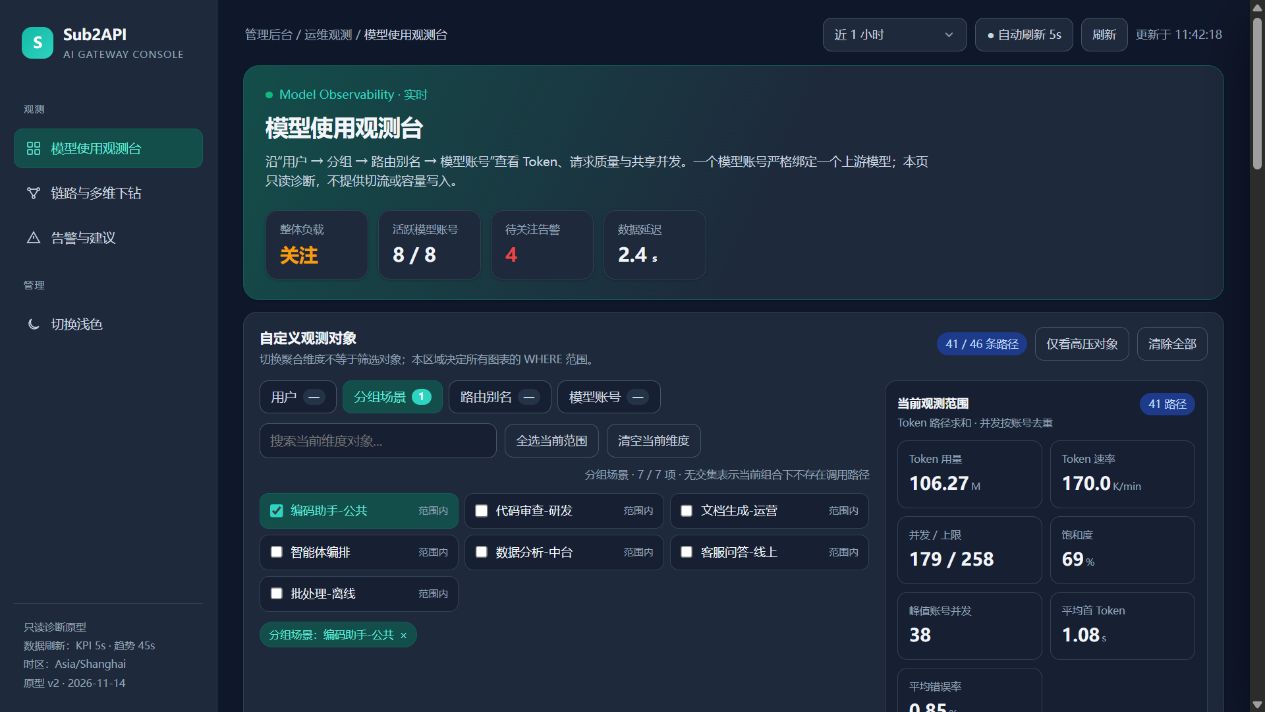 S
Sub2API
AI GATEWAY CONSOLE
观测
模型使用观测台
链路与多维下钻
告警与建议
管理
切换浅色
只读诊断原型
数据刷新：KPI 5s · 趋势 45s
时区：Asia/Shanghai
原型 v2 · 2026-11-14
管理后台 / 运维观测 / 模型使用观测台
近 1 小时
● 自动刷新 5s
刷新
更新于 11:42:18
Model Observability · 实时
模型使用观测台
沿“用户 → 分组 → 路由别名 → 模型账号”查看 Token、请求质量与共享并发。一个模型账号严格绑定一个上游模型；本页
只读诊断，不提供切流或容量写入。
整体负载
关注
活跃模型账号
8 / 8
待关注告警
4
数据延迟
2.4 s
自定义观测对象
切换聚合维度不等于筛选对象；本区域决定所有图表的 WHERE 范围。
41 / 46 条路径
仅看高压对象
清除全部
用户 —
分组场景 1
路由别名 —
模型账号 —
搜索当前维度对象...
全选当前范围
清空当前维度
分组场景 · 7 / 7 项 · 无交集表示当前组合下不存在调用路径
编码助手-公共 范围内
代码审查-研发 范围内
文档生成-运营 范围内
智能体编排 范围内
数据分析-中台 范围内
客服问答-线上 范围内
批处理-离线 范围内
分组场景：编码助手-公共 ×
当前观测范围
41 路径
Token 路径求和 · 并发按账号去重
Token 用量
106.27 M
Token 速率
170.0 K/min
并发 / 上限
179 / 258
饱和度
69 %
峰值账号并发
38
平均首 Token
1.08 s
平均错误率
0.85 %